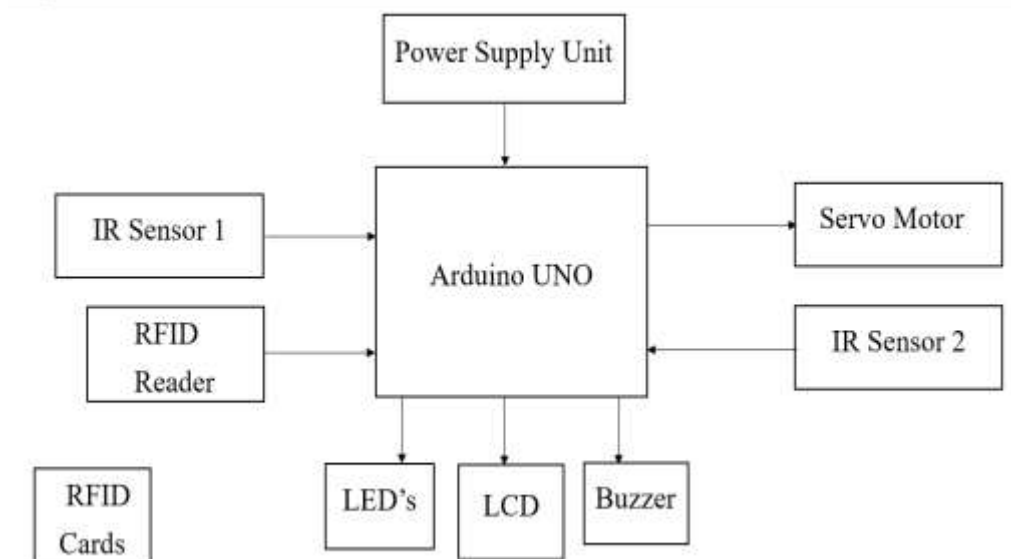 Power Supply Unit
IR Sensor 1
Arduino UNO
Servo Motor
RFID
Reader
IR Sensor 2
RFID
Cards
LED's
LCD
Buzzer